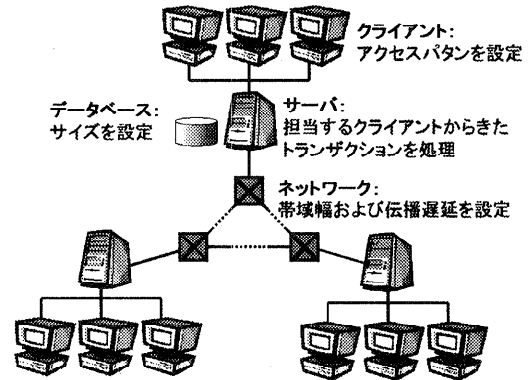 クライアント:
アクセスパタンを設定
データベース:
サイズを設定
サーバ:
担当するクライアントからきた
トランザクションを処理
ネットワーク:
帯域幅および伝播遅延を設定